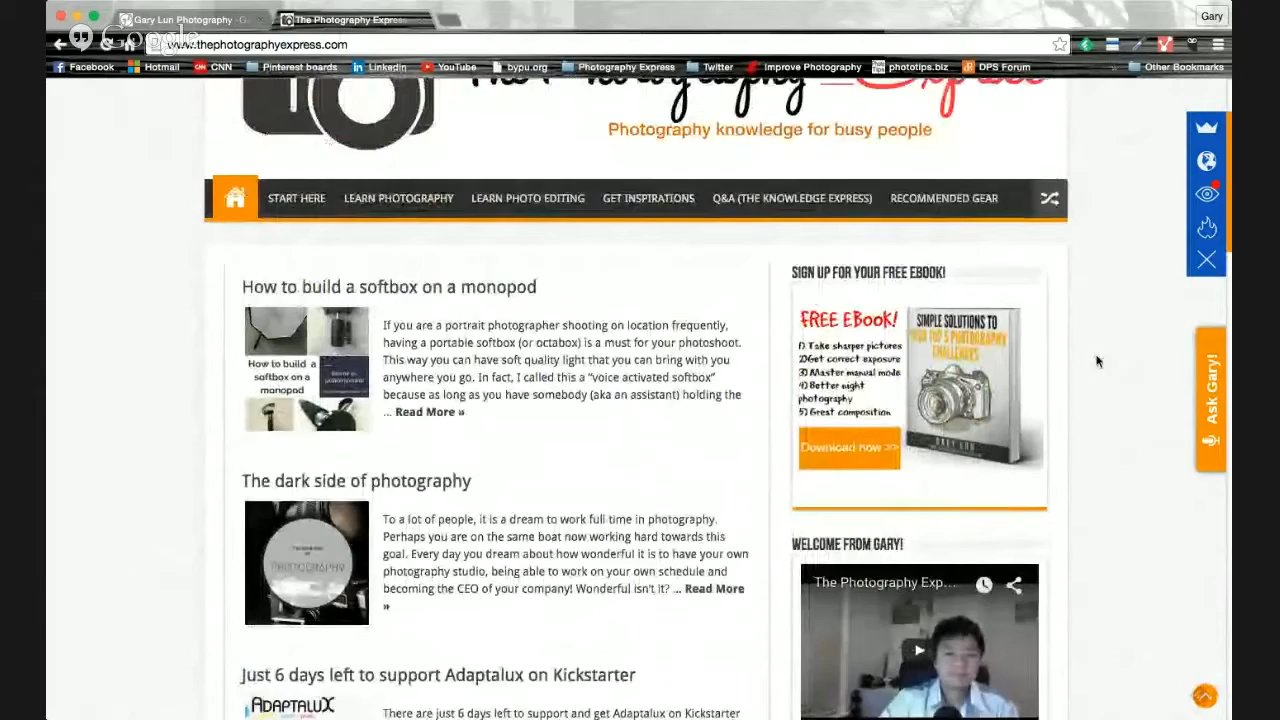 Gary Lun Photography - G
The Photography Express
Gary
Google
www.thephotographyexpress.com
Facebook Hotmail CNN Pinterest boards LinkedIn YouTube bypu.org Photography Express Twitter Improve Photography phototips.biz DPS Forum Other Bookmarks
The Photography Express
Photography knowledge for busy people
START HERE LEARN PHOTOGRAPHY LEARN PHOTO EDITING GET INSPIRATIONS Q&A (THE KNOWLEDGE EXPRESS) RECOMMENDED GEAR
How to build a softbox on a monopod
How to build a
softbox on a
monopod
If you are a portrait photographer shooting on location frequently,
having a portable softbox (or octabox) is a must for your photoshoot.
This way you can have soft quality light that you can bring with you
anywhere you go. In fact, I called this a “voice activated softbox”
because as long as you have somebody (aka an assistant) holding the
... Read More »
The dark side of photography
PHOTOGRAPHY
To a lot of people, it is a dream to work full time in photography.
Perhaps you are on the same boat now working hard towards this
goal. Every day you dream about how wonderful it is to have your own
photography studio, being able to work on your own schedule and
becoming the CEO of your company! Wonderful isn't it? ... Read More
»
Just 6 days left to support Adaptalux on Kickstarter
ADAPTALUX
There are just 6 days left to support and get Adaptalux on Kickstarter
SIGN UP FOR YOUR FREE EBOOK!
FREE EBOOK!
1) Take sharper pictures
2)Get correct exposure
3) Master manual mode
4) Better night
photography
5) Great composition
Download now >>
SIMPLE SOLUTIONS TO
YOUR TOP 5 PHOTOGRAPHY
CHALLENGES
GARY LUN
WELCOME FROM GARY!
The Photography Exp...
Ask Gary!